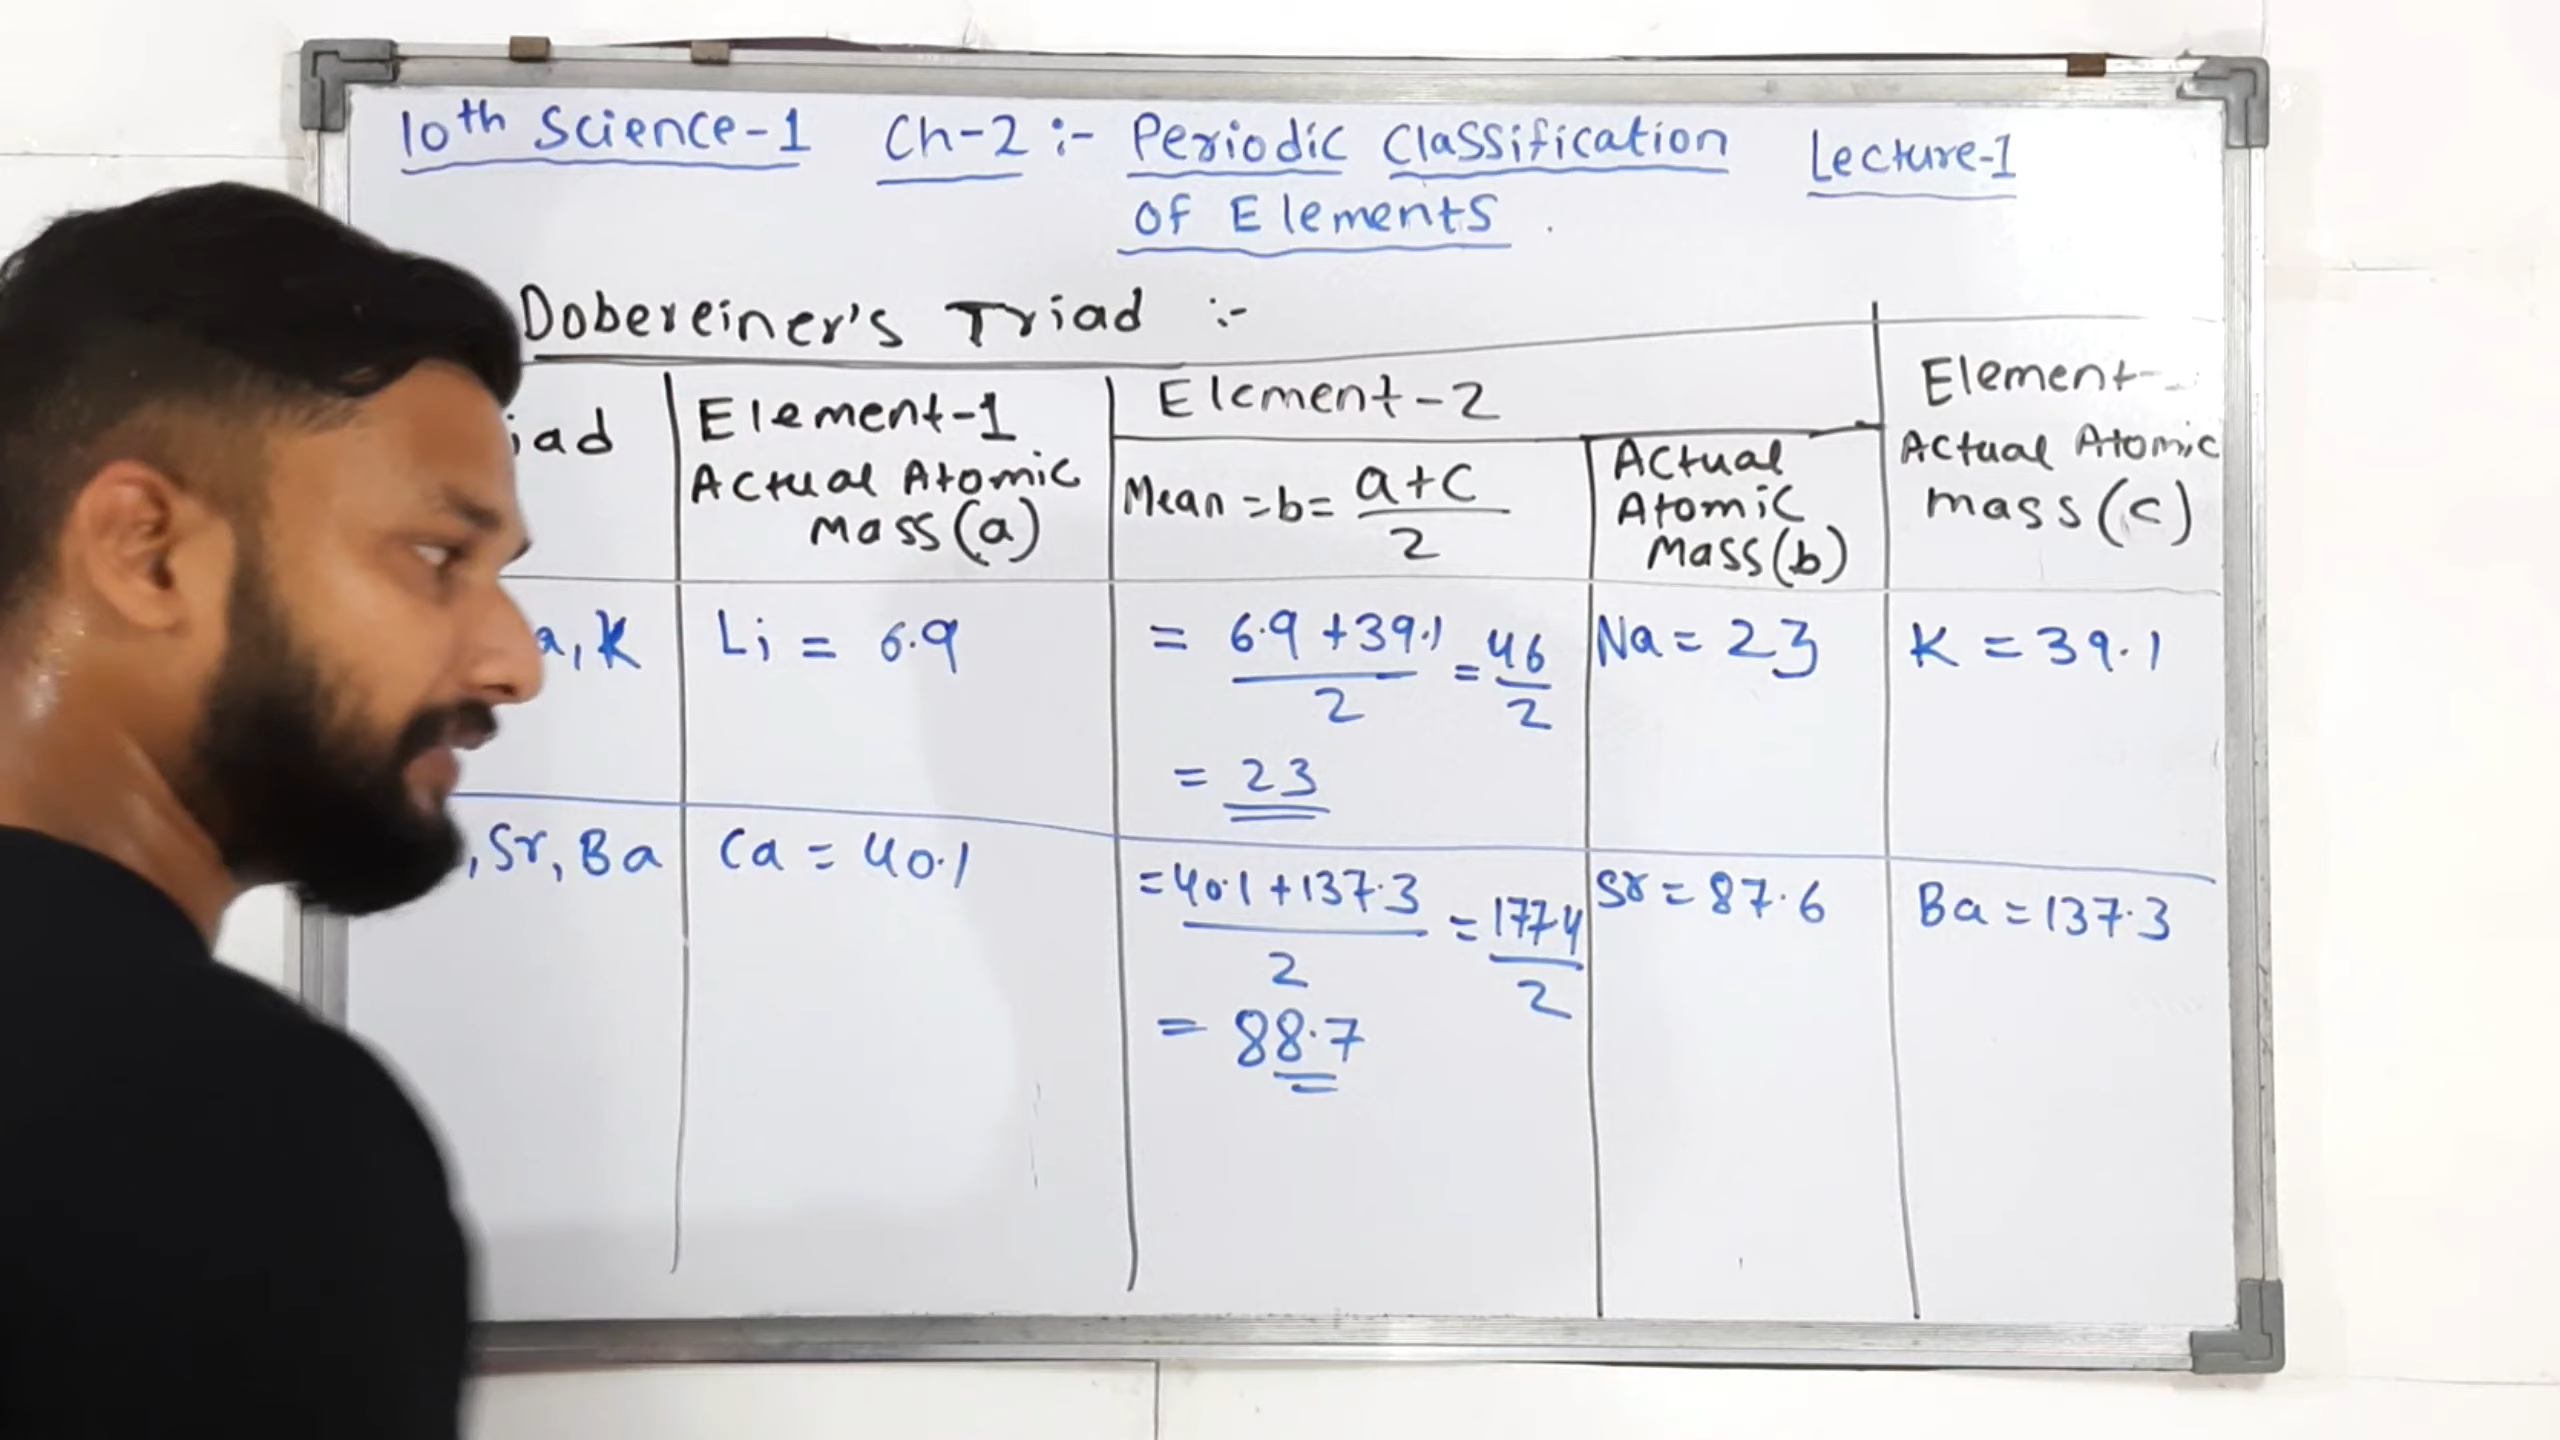 10th Science-1 Ch-2 :- Periodic Classification Lecture-1
of Elements .
Dobereiner's Triad :-
iad
Element-1
Actual Atomic
Mass (a)
Element-2
Mean = b = a+c
2
Actual
Atomic
Mass (b)
Element-
Actual Atomic
mass (c)
a, K
Li = 6.9
= 6.9 + 39.1 = 46
2 2
= 23
Na = 23
K = 39.1
, Sr, Ba
Ca = 40.1
= 40.1 + 137.3 = 177.4
2 2
= 88.7
Sr = 87.6
Ba = 137.3